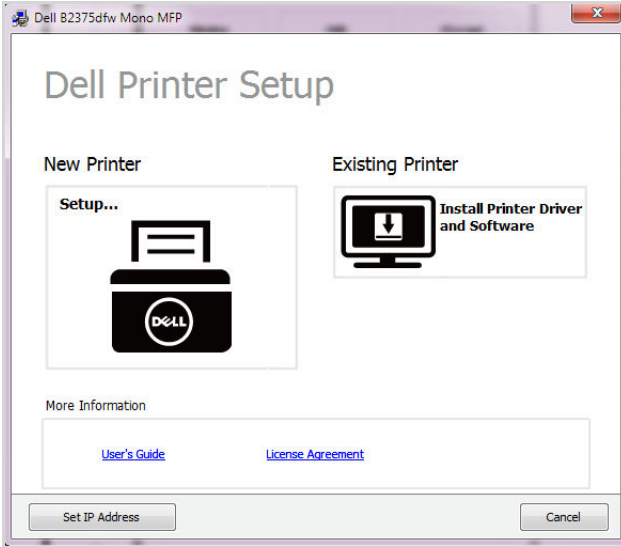 Dell B2375dfw Mono MFP
Dell Printer Setup
New Printer
Existing Printer
Setup...
Install Printer Driver
and Software
DELL
More Information
User's Guide
License Agreement
Set IP Address
Cancel